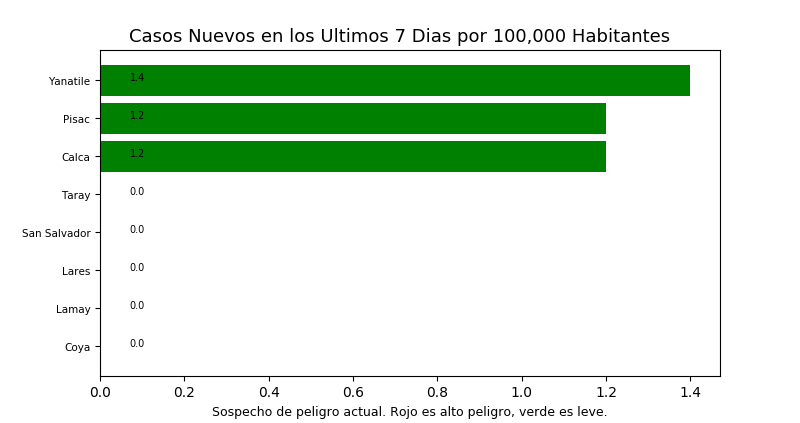 Casos Nuevos en los Ultimos 7 Dias por 100,000 Habitantes
Yanatile 1.4
Pisac 1.2
Calca 1.2
Taray 0.0
San Salvador 0.0
Lares 0.0
Lamay 0.0
Coya 0.0
0.0 0.2 0.4 0.6 0.8 1.0 1.2 1.4
Sospecho de peligro actual. Rojo es alto peligro, verde es leve.